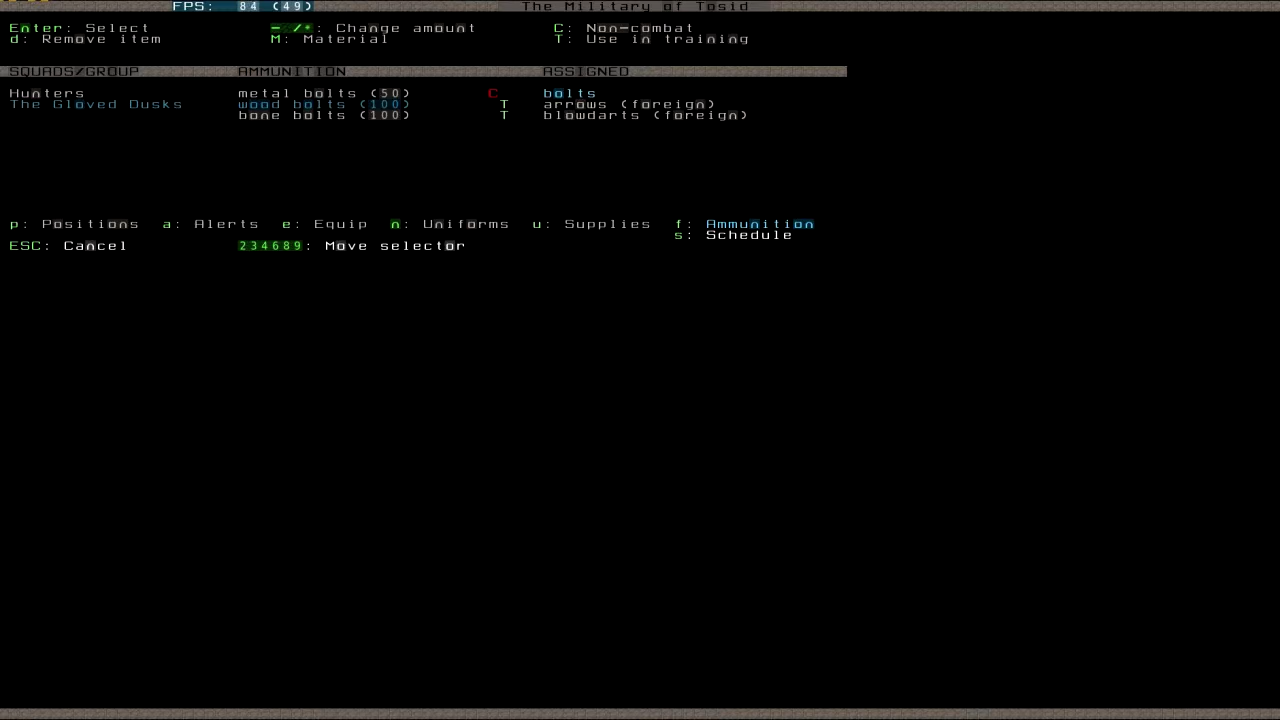 FPS: 84 (49) The Military of Tosid
Enter: Select - /*: Change amount C: Non-combat
d: Remove item M: Material T: Use in training
SQUADS/GROUP AMMUNITION ASSIGNED
Hunters metal bolts (50) C bolts
The Gloved Dusks wood bolts (100) T arrows (foreign)
bone bolts (100) T blowdarts (foreign)
p: Positions a: Alerts e: Equip n: Uniforms u: Supplies f: Ammunition
s: Schedule
ESC: Cancel 234689: Move selector